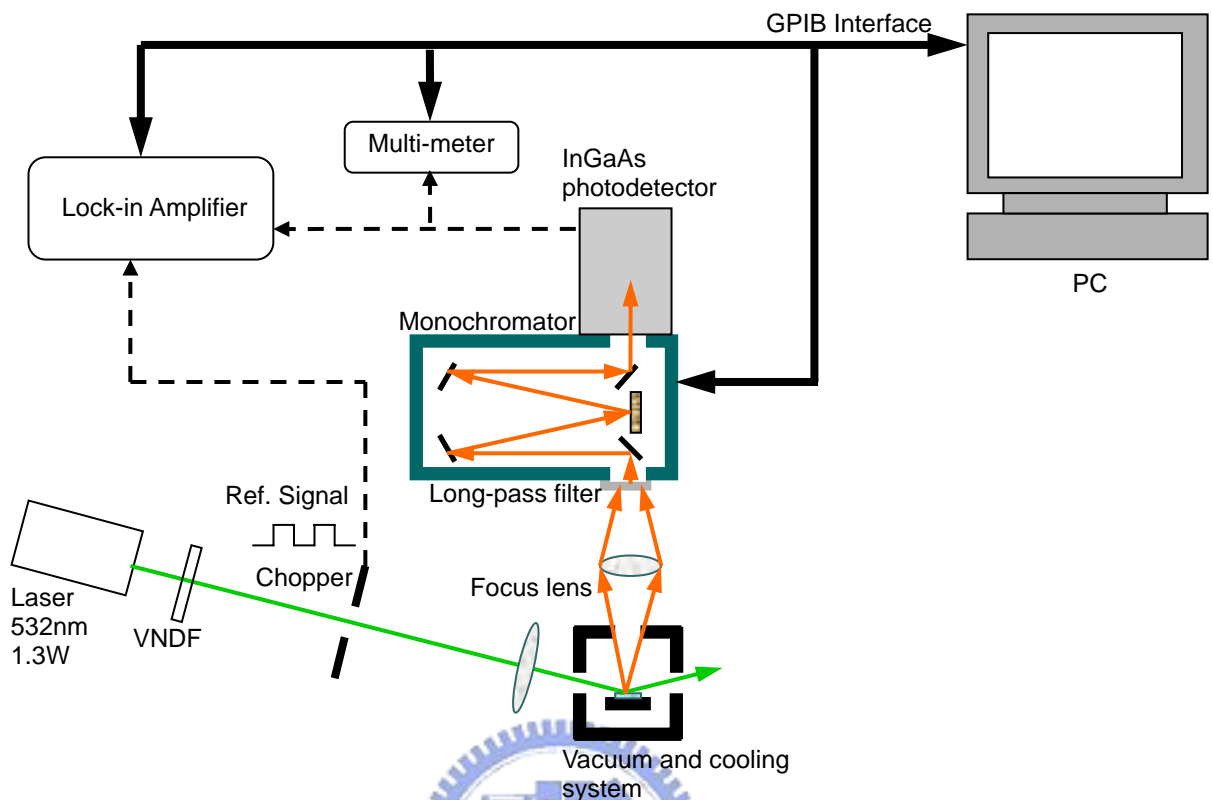 GPIB Interface
Multi-meter
InGaAs
photodetector
Lock-in Amplifier
PC
Monochromator
Ref. Signal
Long-pass filter
Chopper
Focus lens
Laser
532nm
1.3W
VNDF
Vacuum and cooling
system